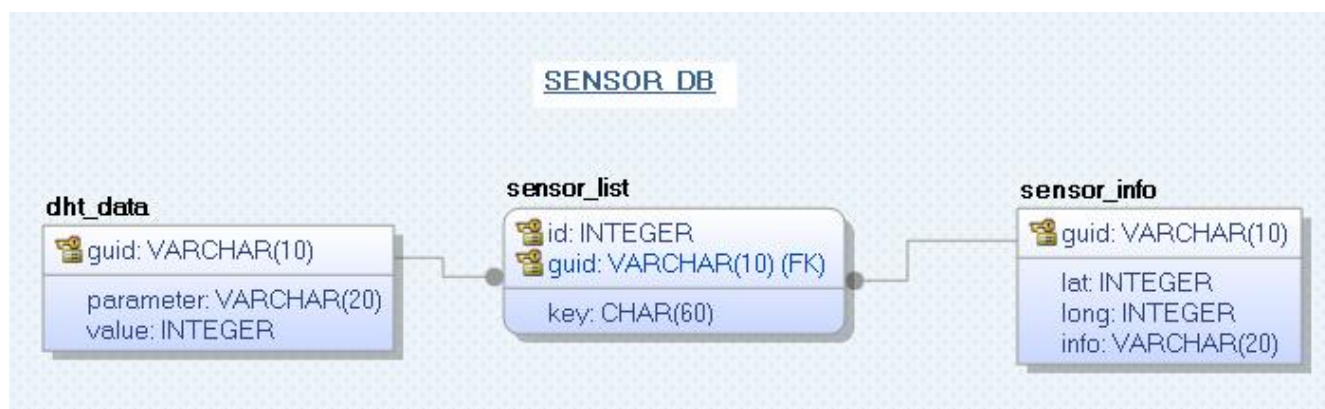 SENSOR DB
dht_data
guid: VARCHAR(10)
parameter: VARCHAR(20)
value: INTEGER
sensor_list
id: INTEGER
guid: VARCHAR(10) (FK)
key: CHAR(60)
sensor_info
guid: VARCHAR(10)
lat: INTEGER
long: INTEGER
info: VARCHAR(20)